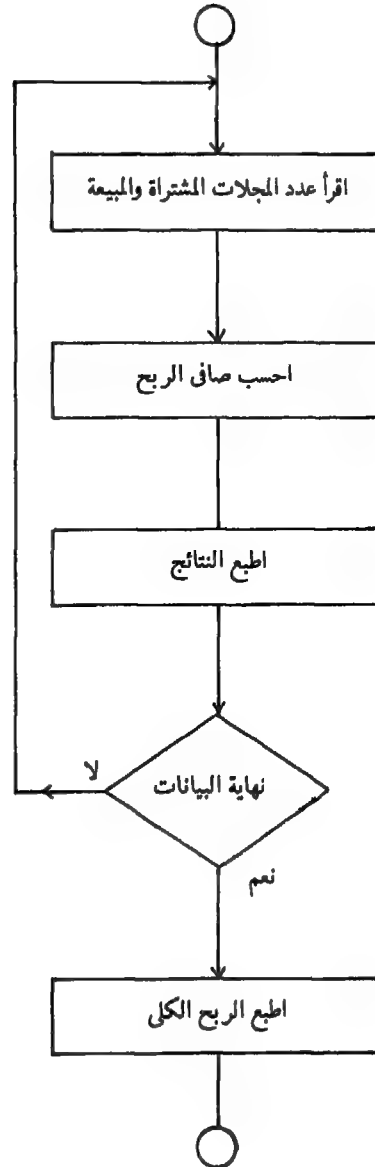 اقرأ عدد المجلات المشتراة والمبيعة
احسب صافى الربح
اطبع النتائج
نهاية البيانات
لا
نعم
اطبع الربح الكلى